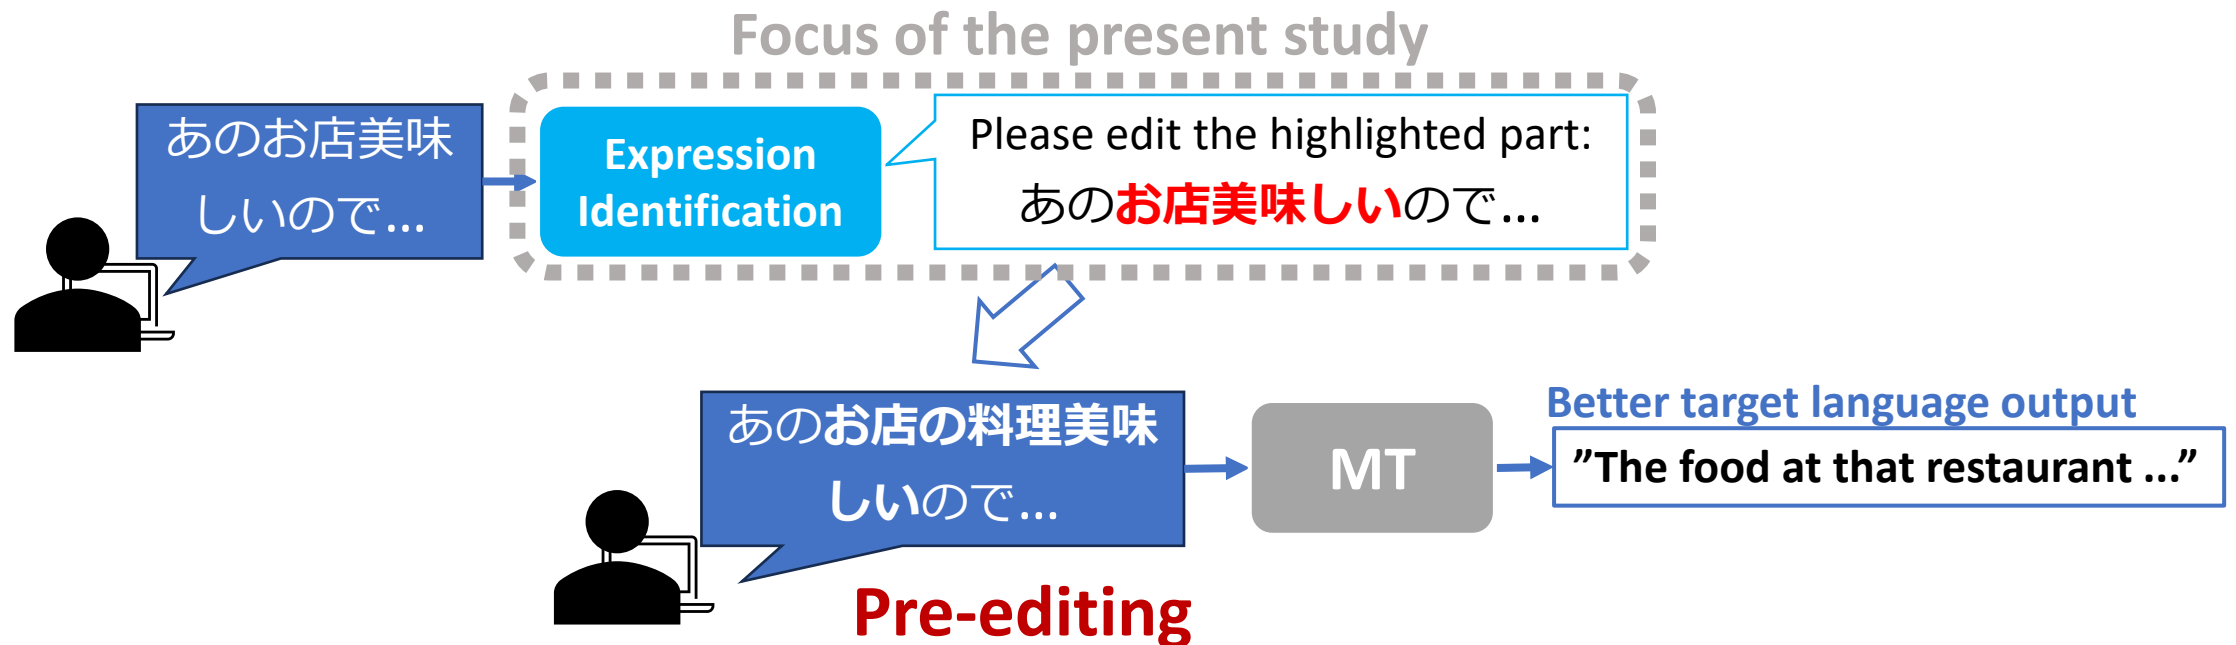 Focus of the present study
あのお店美味
しいので...
Expression
Identification
Please edit the highlighted part:
あのお店美味しいので...
あのお店の料理美味
しいので...
Pre-editing
MT
Better target language output
”The food at that restaurant ...”